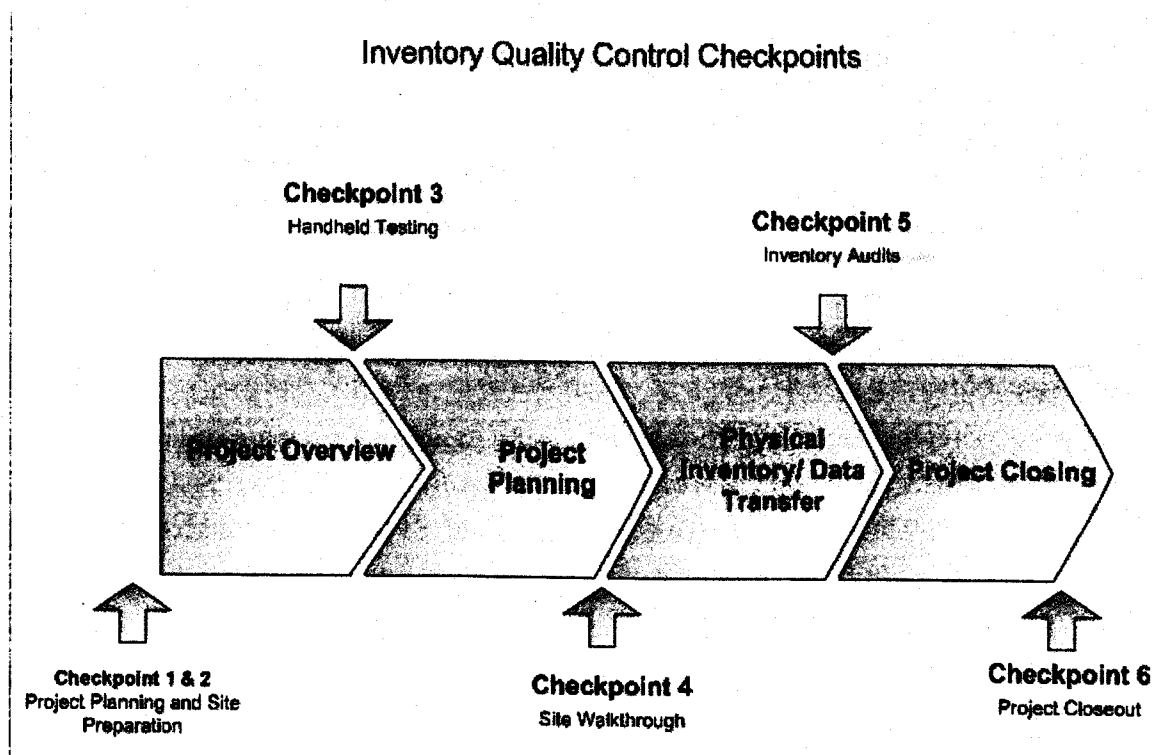 Inventory Quality Control Checkpoints
Checkpoint 3
Handheld Testing
Checkpoint 5
Inventory Audits
Project Overview
Project
Planning
Physical
Inventory/ Data
Transfer
Project Closing
Checkpoint 1 & 2
Project Planning and Site
Preparation
Checkpoint 4
Site Walkthrough
Checkpoint 6
Project Closeout